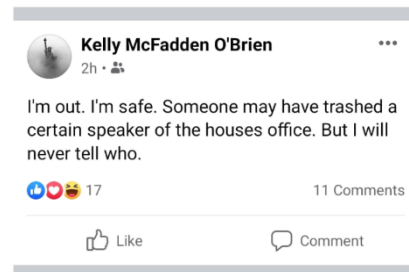 Kelly McFadden O'Brien
2h ·
I'm out. I'm safe. Someone may have trashed a
certain speaker of the houses office. But I will
never tell who.
17 11 Comments
Like Comment